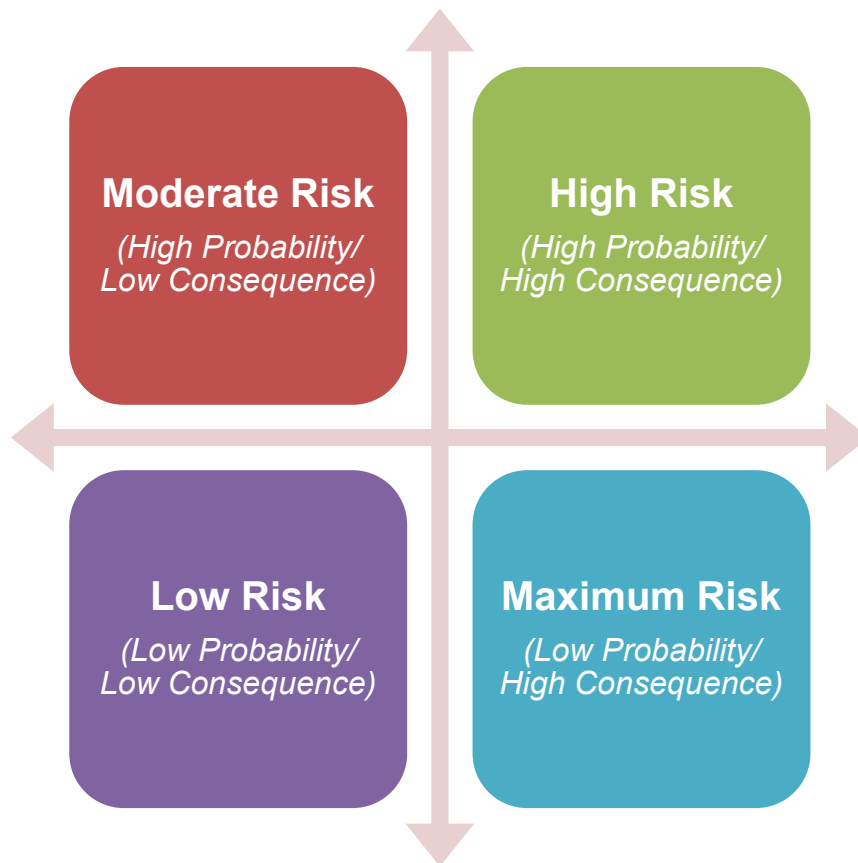 Moderate Risk
(High Probability/
Low Consequence)
High Risk
(High Probability/
High Consequence)
Low Risk
(Low Probability/
Low Consequence)
Maximum Risk
(Low Probability/
High Consequence)